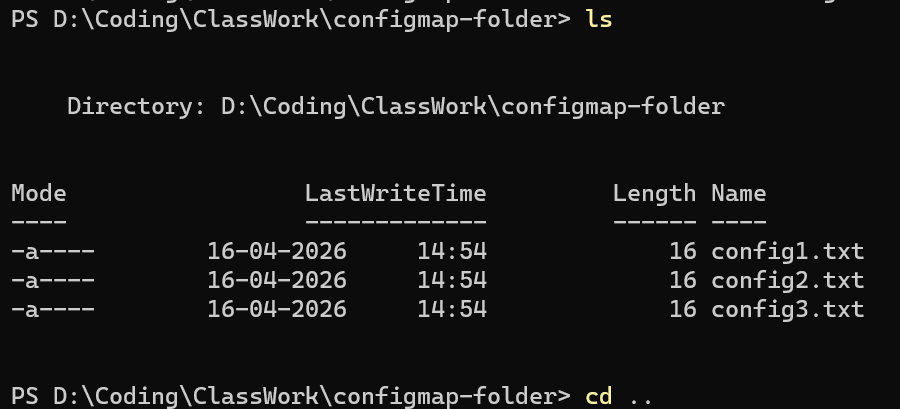 PS D:\Coding\ClassWork\configmap-folder> ls
Directory: D:\Coding\ClassWork\configmap-folder
Mode                 LastWriteTime         Length Name
----                 -------------         ------ ----
-a----        16-04-2026     14:54             16 config1.txt
-a----        16-04-2026     14:54             16 config2.txt
-a----        16-04-2026     14:54             16 config3.txt
PS D:\Coding\ClassWork\configmap-folder> cd ..